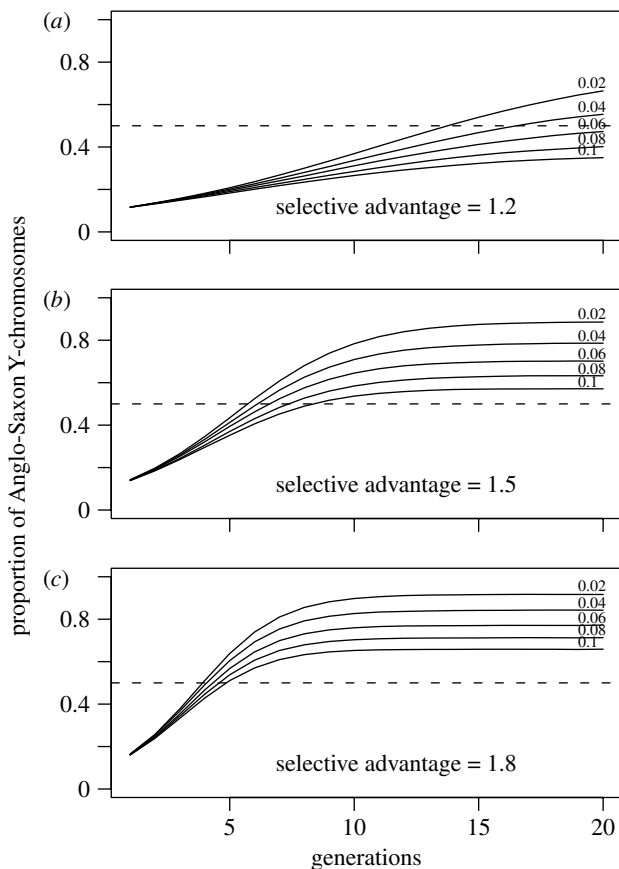 proportion of Anglo-Saxon Y-chromosomes
(a)
0.8
0.4
0
0.02
0.04
0.06
0.08
0.1
selective advantage = 1.2
(b)
0.8
0.4
0
0.02
0.04
0.06
0.08
0.1
selective advantage = 1.5
(c)
0.8
0.4
0
0.02
0.04
0.06
0.08
0.1
selective advantage = 1.8
5 10 15 20
generations